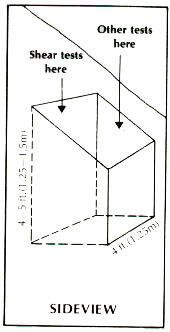 Other tests
here
Shear tests
here
4 - 5 ft.(1.25 - 1.5m)
4 ft.(1.25m)
SIDEVIEW